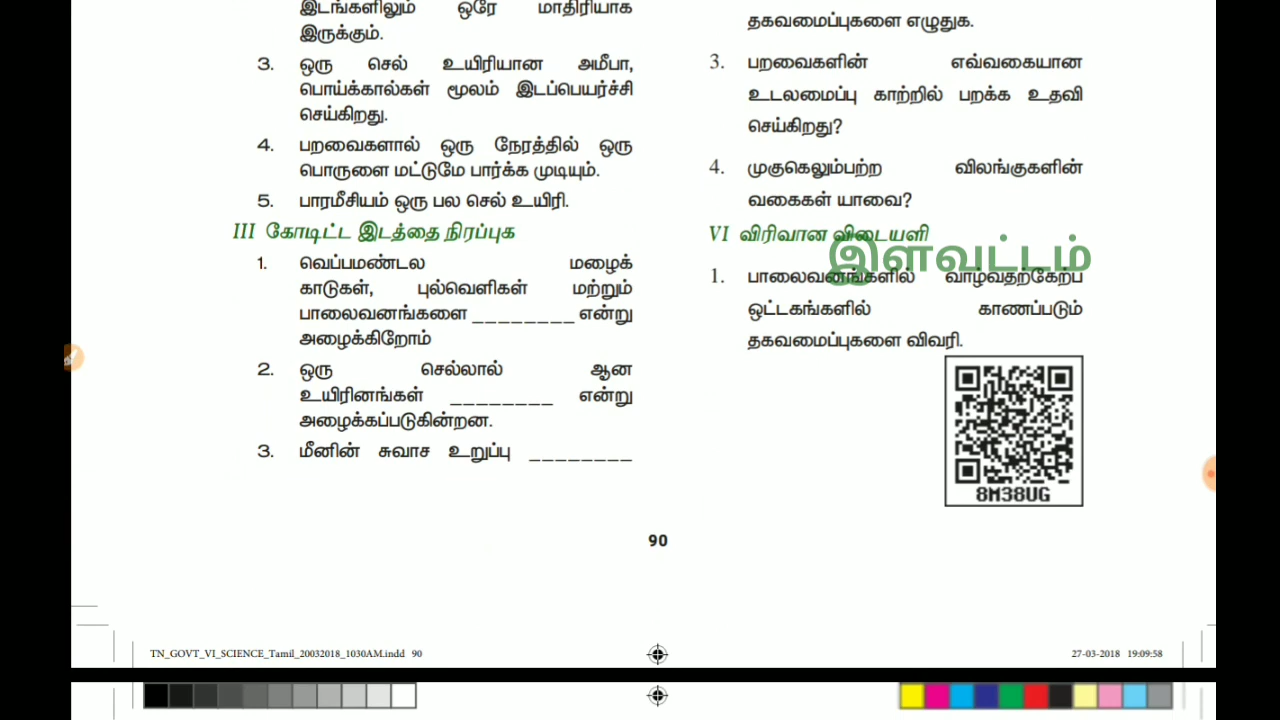 இடங்களிலும் ஒரே மாதிரியாக
இருக்கும்.
3. ஒரு செல் உயிரியான அமீபா,
பொய்க்கால்கள் மூலம் இடப்பெயர்ச்சி
செய்கிறது.
4. பறவைகளால் ஒரு நேரத்தில் ஒரு
பொருளை மட்டுமே பார்க்க முடியும்.
5. பாரமீசியம் ஒரு பல செல் உயிரி.
III கோடிட்ட இடத்தை நிரப்புக
1. வெப்பமண்டல மழைக்
காடுகள், புல்வெளிகள் மற்றும்
பாலைவனங்களை ________ என்று
அழைக்கிறோம்
2. ஒரு செல்லால் ஆன
உயிரினங்கள் ________ என்று
அழைக்கப்படுகின்றன.
3. மீனின் சுவாச உறுப்பு ________
தகவமைப்புகளை எழுதுக.
3. பறவைகளின் எவ்வகையான
உடலமைப்பு காற்றில் பறக்க உதவி
செய்கிறது?
4. முதுகெலும்பற்ற விலங்குகளின்
வகைகள் யாவை?
VI விரிவான விடையளி
இளவட்டம்
1. பாலைவனங்களில் வாழ்வதற்கேற்ப
ஒட்டகங்களில் காணப்படும்
தகவமைப்புகளை விவரி.
8M38UG
90
TN_GOVT_VI_SCIENCE_Tamil_20032018_1030AM.indd 90
27-03-2018 19:09:58